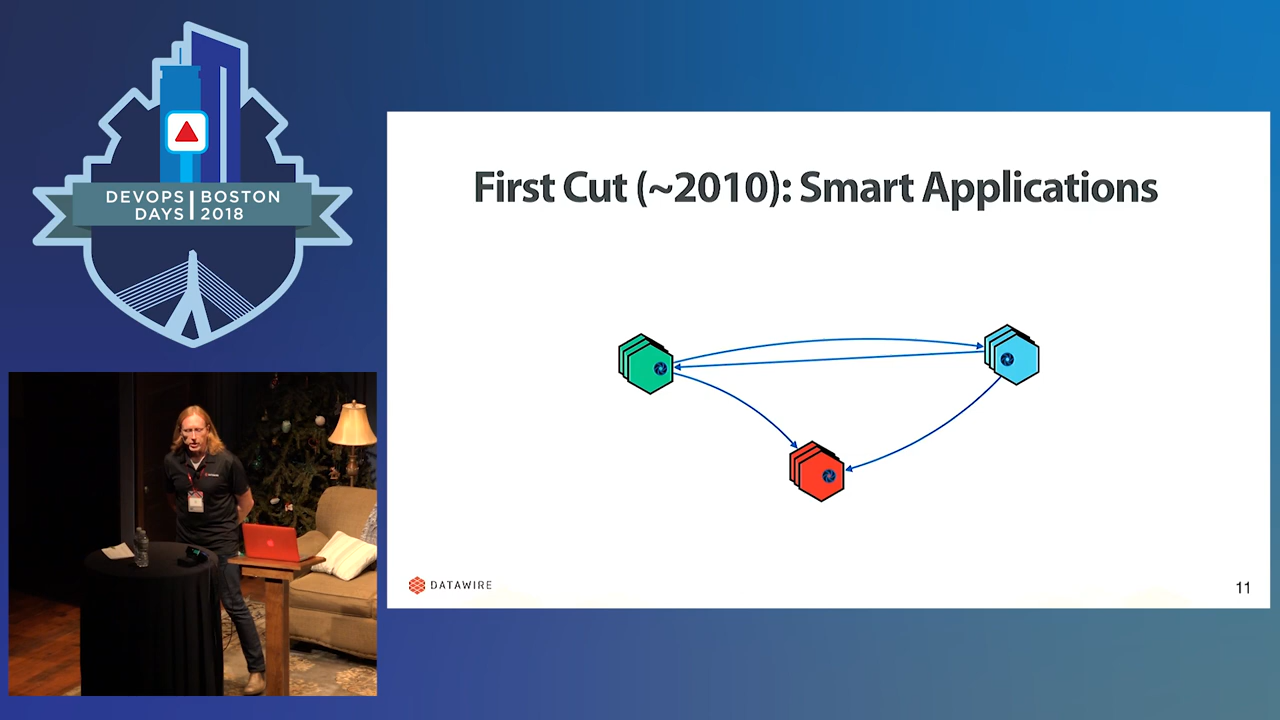 DEVOPS BOSTON
DAYS 2018
First Cut (~2010): Smart Applications
DATAWIRE
11